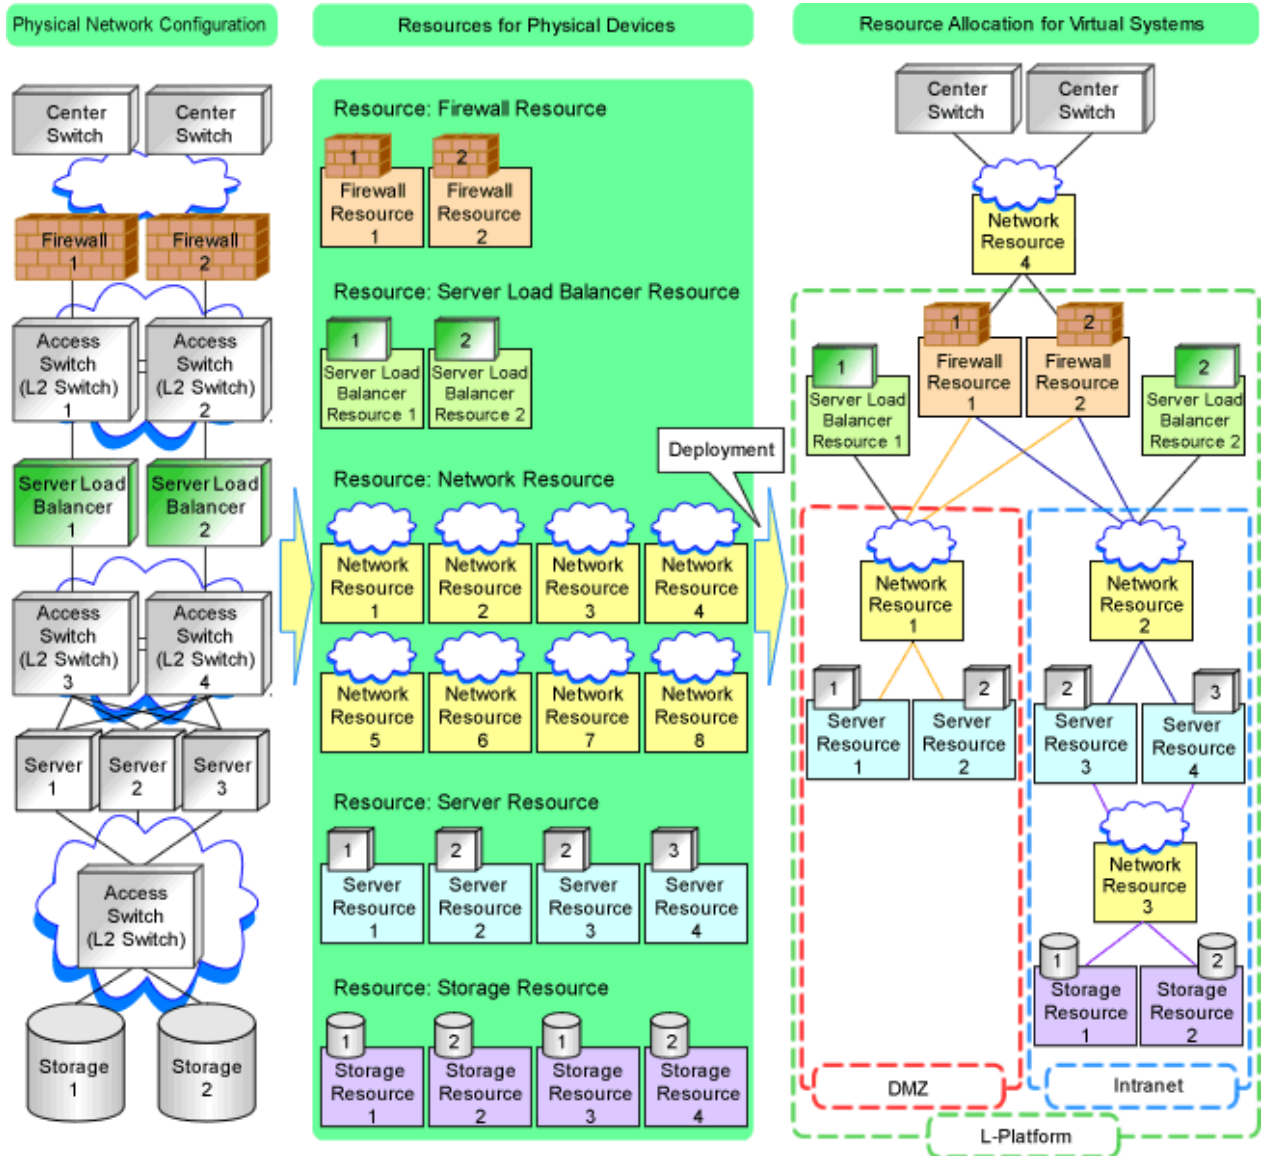 Physical Network Configuration
Center
Switch
Center
Switch
Firewall
1
Firewall
2
Access
Switch
(L2 Switch)
1
Access
Switch
(L2 Switch)
2
Server Load
Balancer
1
Server Load
Balancer
2
Access
Switch
(L2 Switch)
3
Access
Switch
(L2 Switch)
4
Server
1
Server
2
Server
3
Access
Switch
(L2 Switch)
Storage
1
Storage
2
Resources for Physical Devices
Resource: Firewall Resource
1
Firewall
Resource
1
2
Firewall
Resource
2
Resource: Server Load Balancer Resource
1
Server Load
Balancer
Resource 1
2
Server Load
Balancer
Resource 2
Resource: Network Resource
Network
Resource
1
Network
Resource
2
Network
Resource
3
Network
Resource
4
Network
Resource
5
Network
Resource
6
Network
Resource
7
Network
Resource
8
Resource: Server Resource
1
Server
Resource
1
2
Server
Resource
2
2
Server
Resource
3
3
Server
Resource
4
Resource: Storage Resource
1
Storage
Resource
1
2
Storage
Resource
2
1
Storage
Resource
3
2
Storage
Resource
4
Deployment
Resource Allocation for Virtual Systems
Center
Switch
Center
Switch
Network
Resource
4
1
Firewall
Resource
1
2
Firewall
Resource
2
1
Server Load
Balancer
Resource 1
2
Server Load
Balancer
Resource 2
Network
Resource
1
Network
Resource
2
1
Server
Resource
1
2
Server
Resource
2
2
Server
Resource
3
3
Server
Resource
4
Network
Resource
3
1
Storage
Resource
1
2
Storage
Resource
2
DMZ
Intranet
L-Platform